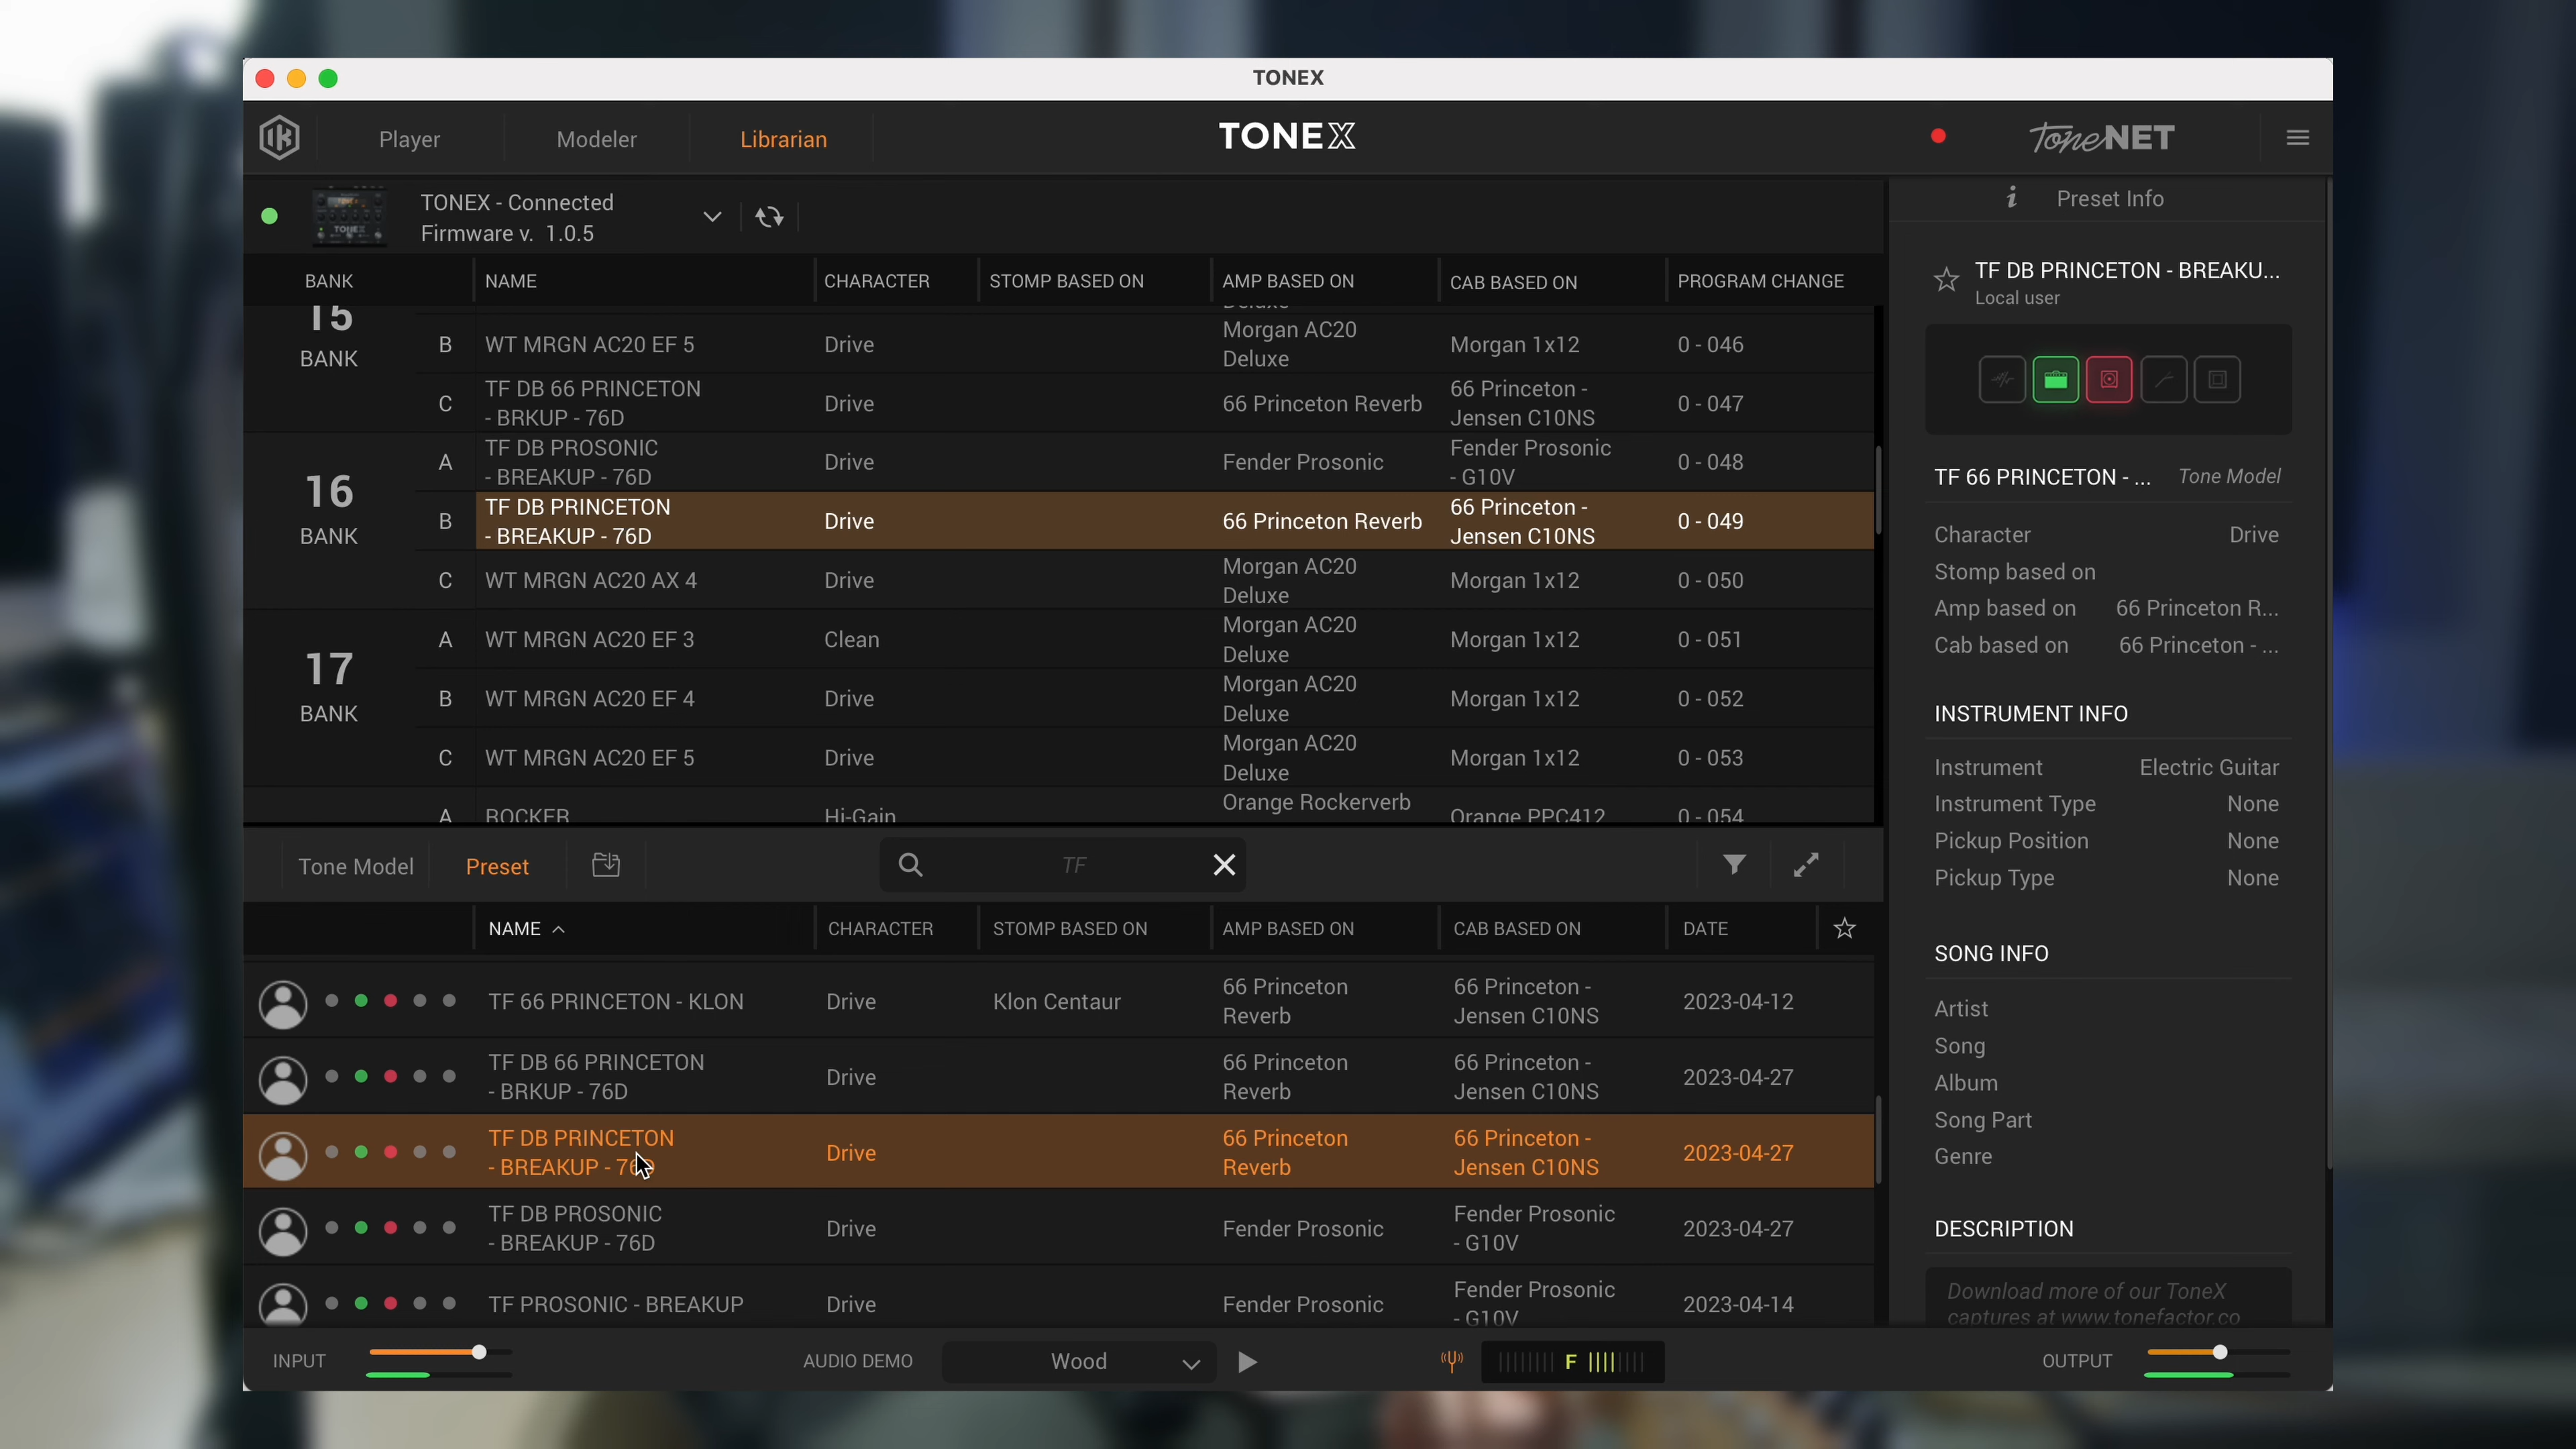 TONEX
Player
Modeler
Librarian
TONEX
ToneNET
TONEX - Connected
Firmware v. 1.0.5
TONEX
i Preset Info
BANK NAME CHARACTER STOMP BASED ON AMP BASED ON CAB BASED ON PROGRAM CHANGE
15
BANK
Deluxe
B WT MRGN AC20 EF 5 Drive Morgan AC20 Morgan 1x12 0 - 046
Deluxe
C TF DB 66 PRINCETON Drive 66 Princeton Reverb 66 Princeton - 0 - 047
- BRKUP - 76D Jensen C10NS
16
BANK
A TF DB PROSONIC Drive Fender Prosonic Fender Prosonic 0 - 048
- BREAKUP - 76D - G10V
B TF DB PRINCETON Drive 66 Princeton Reverb 66 Princeton - 0 - 049
- BREAKUP - 76D Jensen C10NS
C WT MRGN AC20 AX 4 Drive Morgan AC20 Morgan 1x12 0 - 050
Deluxe
17
BANK
A WT MRGN AC20 EF 3 Clean Morgan AC20 Morgan 1x12 0 - 051
Deluxe
B WT MRGN AC20 EF 4 Drive Morgan AC20 Morgan 1x12 0 - 052
Deluxe
C WT MRGN AC20 EF 5 Drive Morgan AC20 Morgan 1x12 0 - 053
Deluxe
A ROCKER Hi-Gain Orange Rockerverb Orange PPC412 0 - 054
Tone Model
Preset
TF
NAME CHARACTER STOMP BASED ON AMP BASED ON CAB BASED ON DATE
TF 66 PRINCETON - KLON Drive Klon Centaur 66 Princeton 66 Princeton - 2023-04-12
Reverb Jensen C10NS
TF DB 66 PRINCETON Drive 66 Princeton 66 Princeton - 2023-04-27
- BRKUP - 76D Reverb Jensen C10NS
TF DB PRINCETON Drive 66 Princeton 66 Princeton - 2023-04-27
- BREAKUP - 76D Reverb Jensen C10NS
TF DB PROSONIC Drive Fender Prosonic Fender Prosonic 2023-04-27
- BREAKUP - 76D - G10V
TF PROSONIC - BREAKUP Drive Fender Prosonic Fender Prosonic 2023-04-14
- G10V
TF DB PRINCETON - BREAKU...
Local user
TF 66 PRINCETON - ... Tone Model
Character Drive
Stomp based on
Amp based on 66 Princeton R...
Cab based on 66 Princeton - ...
INSTRUMENT INFO
Instrument Electric Guitar
Instrument Type None
Pickup Position None
Pickup Type None
SONG INFO
Artist
Song
Album
Song Part
Genre
DESCRIPTION
Download more of our ToneX
captures at www.tonefactor.co
INPUT
AUDIO DEMO
Wood
F
OUTPUT